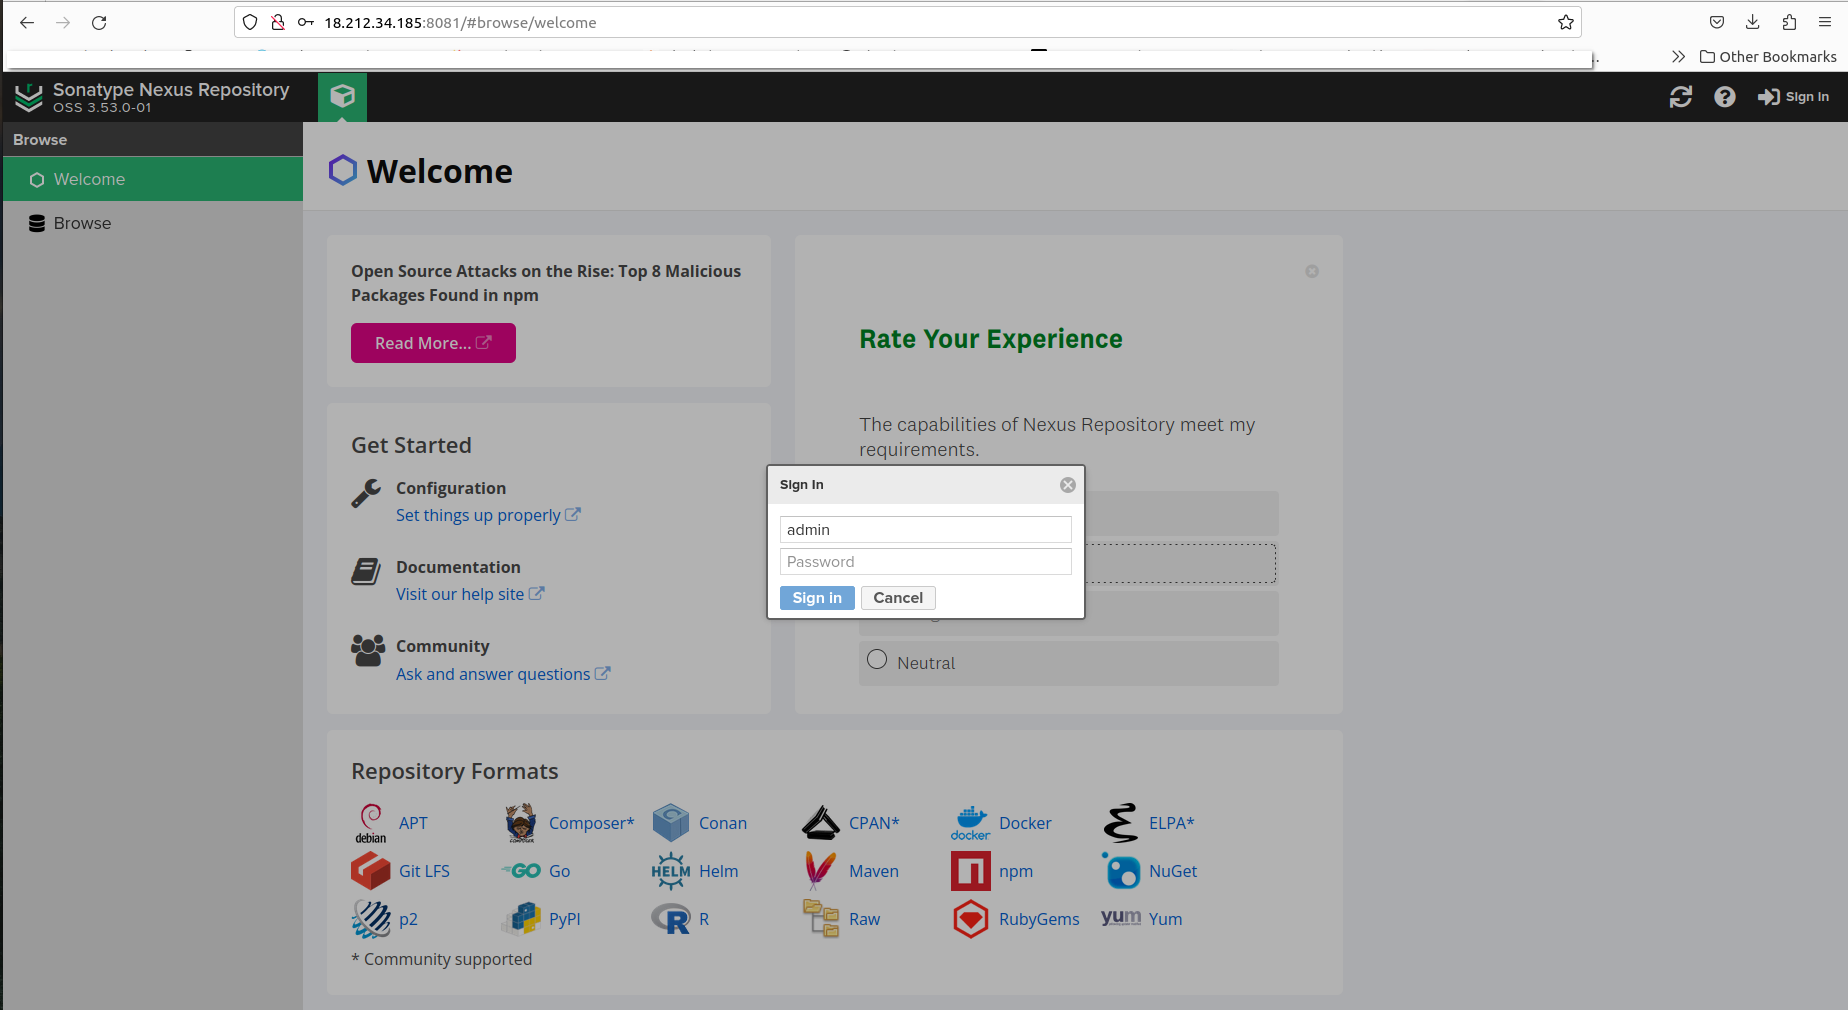 18.212.34.185:8081/#browse/welcome
Other Bookmarks
Sonatype Nexus Repository
OSS 3.53.0-01
Sign In
Browse
Welcome
Browse
Welcome
Open Source Attacks on the Rise: Top 8 Malicious
Packages Found in npm
Read More...
Get Started
Configuration
Set things up properly
Documentation
Visit our help site
Community
Ask and answer questions
Rate Your Experience
The capabilities of Nexus Repository meet my
requirements.
Sign In
admin
Password
Sign in
Cancel
Neutral
Repository Formats
debian
APT
Composer*
Conan
CPAN*
docker
Docker
ELPA*
Git LFS
GO
Go
HELM
Helm
Maven
npm
NuGet
p2
PyPI
R
R
Raw
RubyGems
yum
Yum
* Community supported